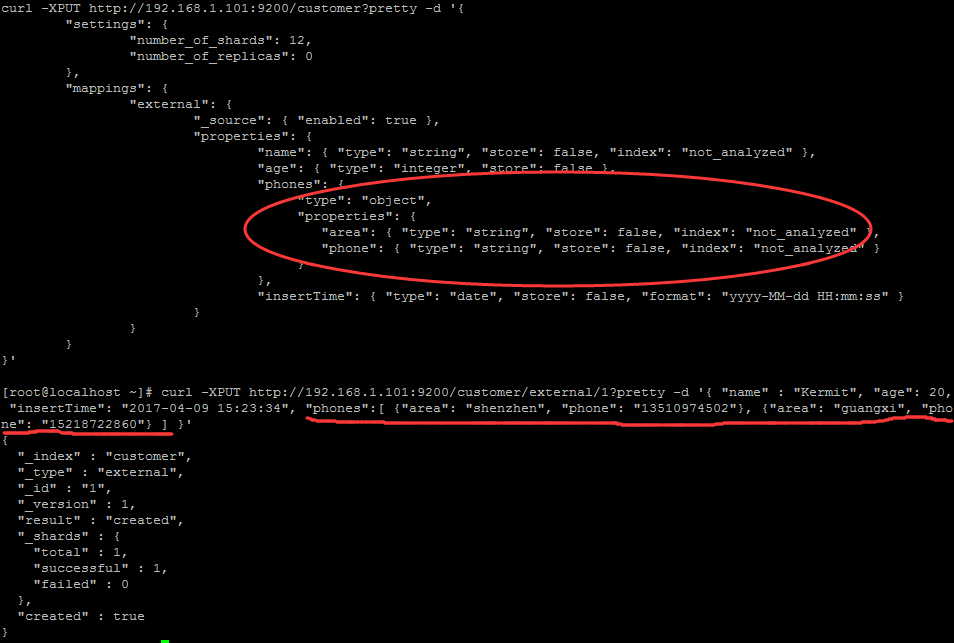 curl -XPUT http://192.168.1.101:9200/customer?pretty -d '{
"settings": {
"number_of_shards": 12,
"number_of_replicas": 0
},
"mappings": {
"external": {
"_source": { "enabled": true },
"properties": {
"name": { "type": "string", "store": false, "index": "not_analyzed" },
"age": { "type": "integer", "store": false },
"phones": {
"type": "object",
"properties": {
"area": { "type": "string", "store": false, "index": "not_analyzed" },
"phone": { "type": "string", "store": false, "index": "not_analyzed" }
}
},
"insertTime": { "type": "date", "store": false, "format": "yyyy-MM-dd HH:mm:ss" }
}
}
}
}'
[root@localhost ~]# curl -XPUT http://192.168.1.101:9200/customer/external/1?pretty -d '{ "name" : "Kermit", "age": 20,
"insertTime": "2017-04-09 15:23:34", "phones":[ {"area": "shenzhen", "phone": "13510974502"}, {"area": "guangxi", "pho
ne": "15218722860"} ] }'
{
"_index" : "customer",
"_type" : "external",
"_id" : "1",
"_version" : 1,
"result" : "created",
"_shards" : {
"total" : 1,
"successful" : 1,
"failed" : 0
},
"created" : true
}